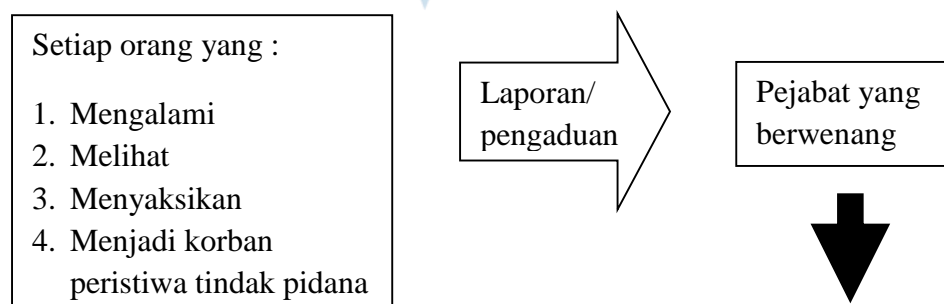 Setiap orang yang :
1. Mengalami
2. Melihat
3. Menyaksikan
4. Menjadi korban
peristiwa tindak pidana
Laporan/
pengaduan
Pejabat yang
berwenang